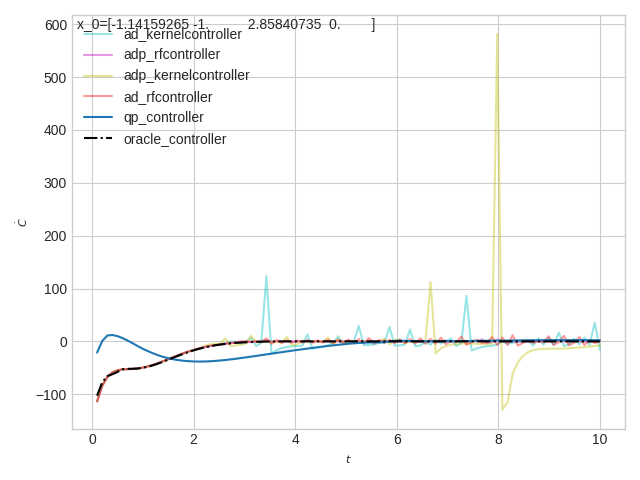 x_0=[-1.14159265 -1. 2.85840735 0. ]
ad_kernelcontroller
adp_rfcontroller
adp_kernelcontroller
ad_rfcontroller
qp_controller
oracle_controller
600
500
400
300
200
100
0
−100
Ċ
0
2
4
6
8
10
t